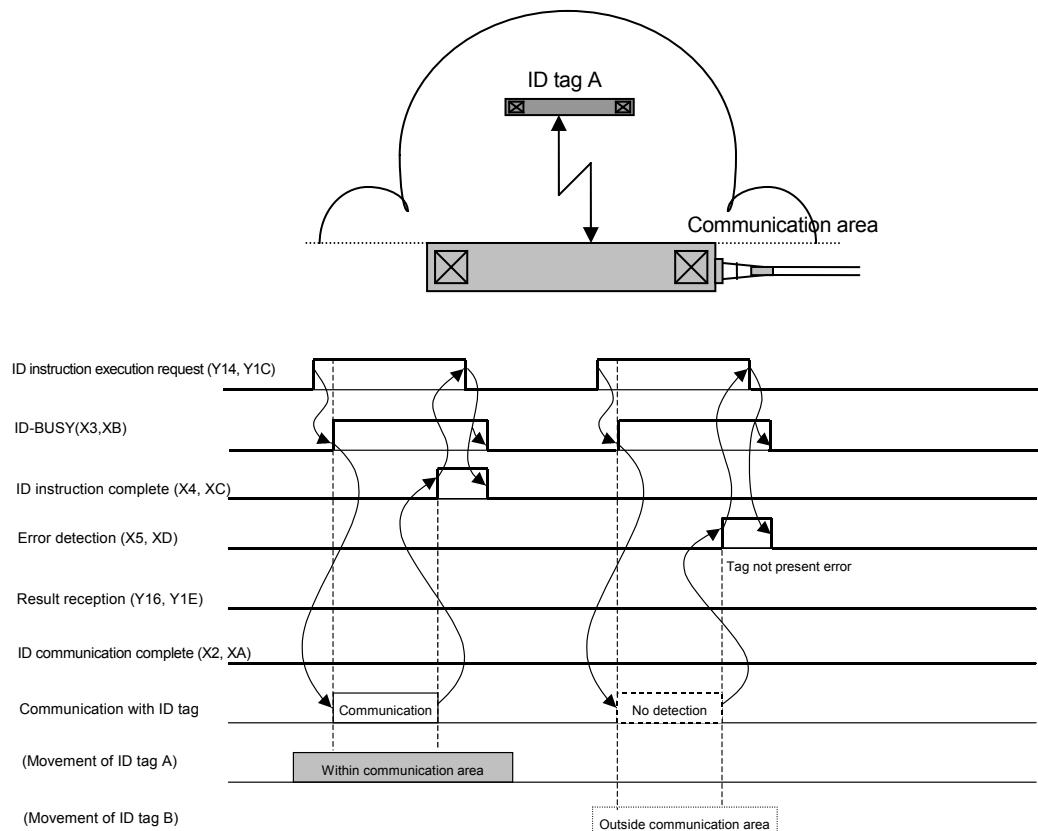 ID tag A
Communication area
ID instruction execution request (Y14, Y1C)
ID-BUSY(X3,XB)
ID instruction complete (X4, XC)
Error detection (X5, XD)
Tag not present error
Result reception (Y16, Y1E)
ID communication complete (X2, XA)
Communication with ID tag
Communication
No detection
(Movement of ID tag A)
Within communication area
(Movement of ID tag B)
Outside communication area